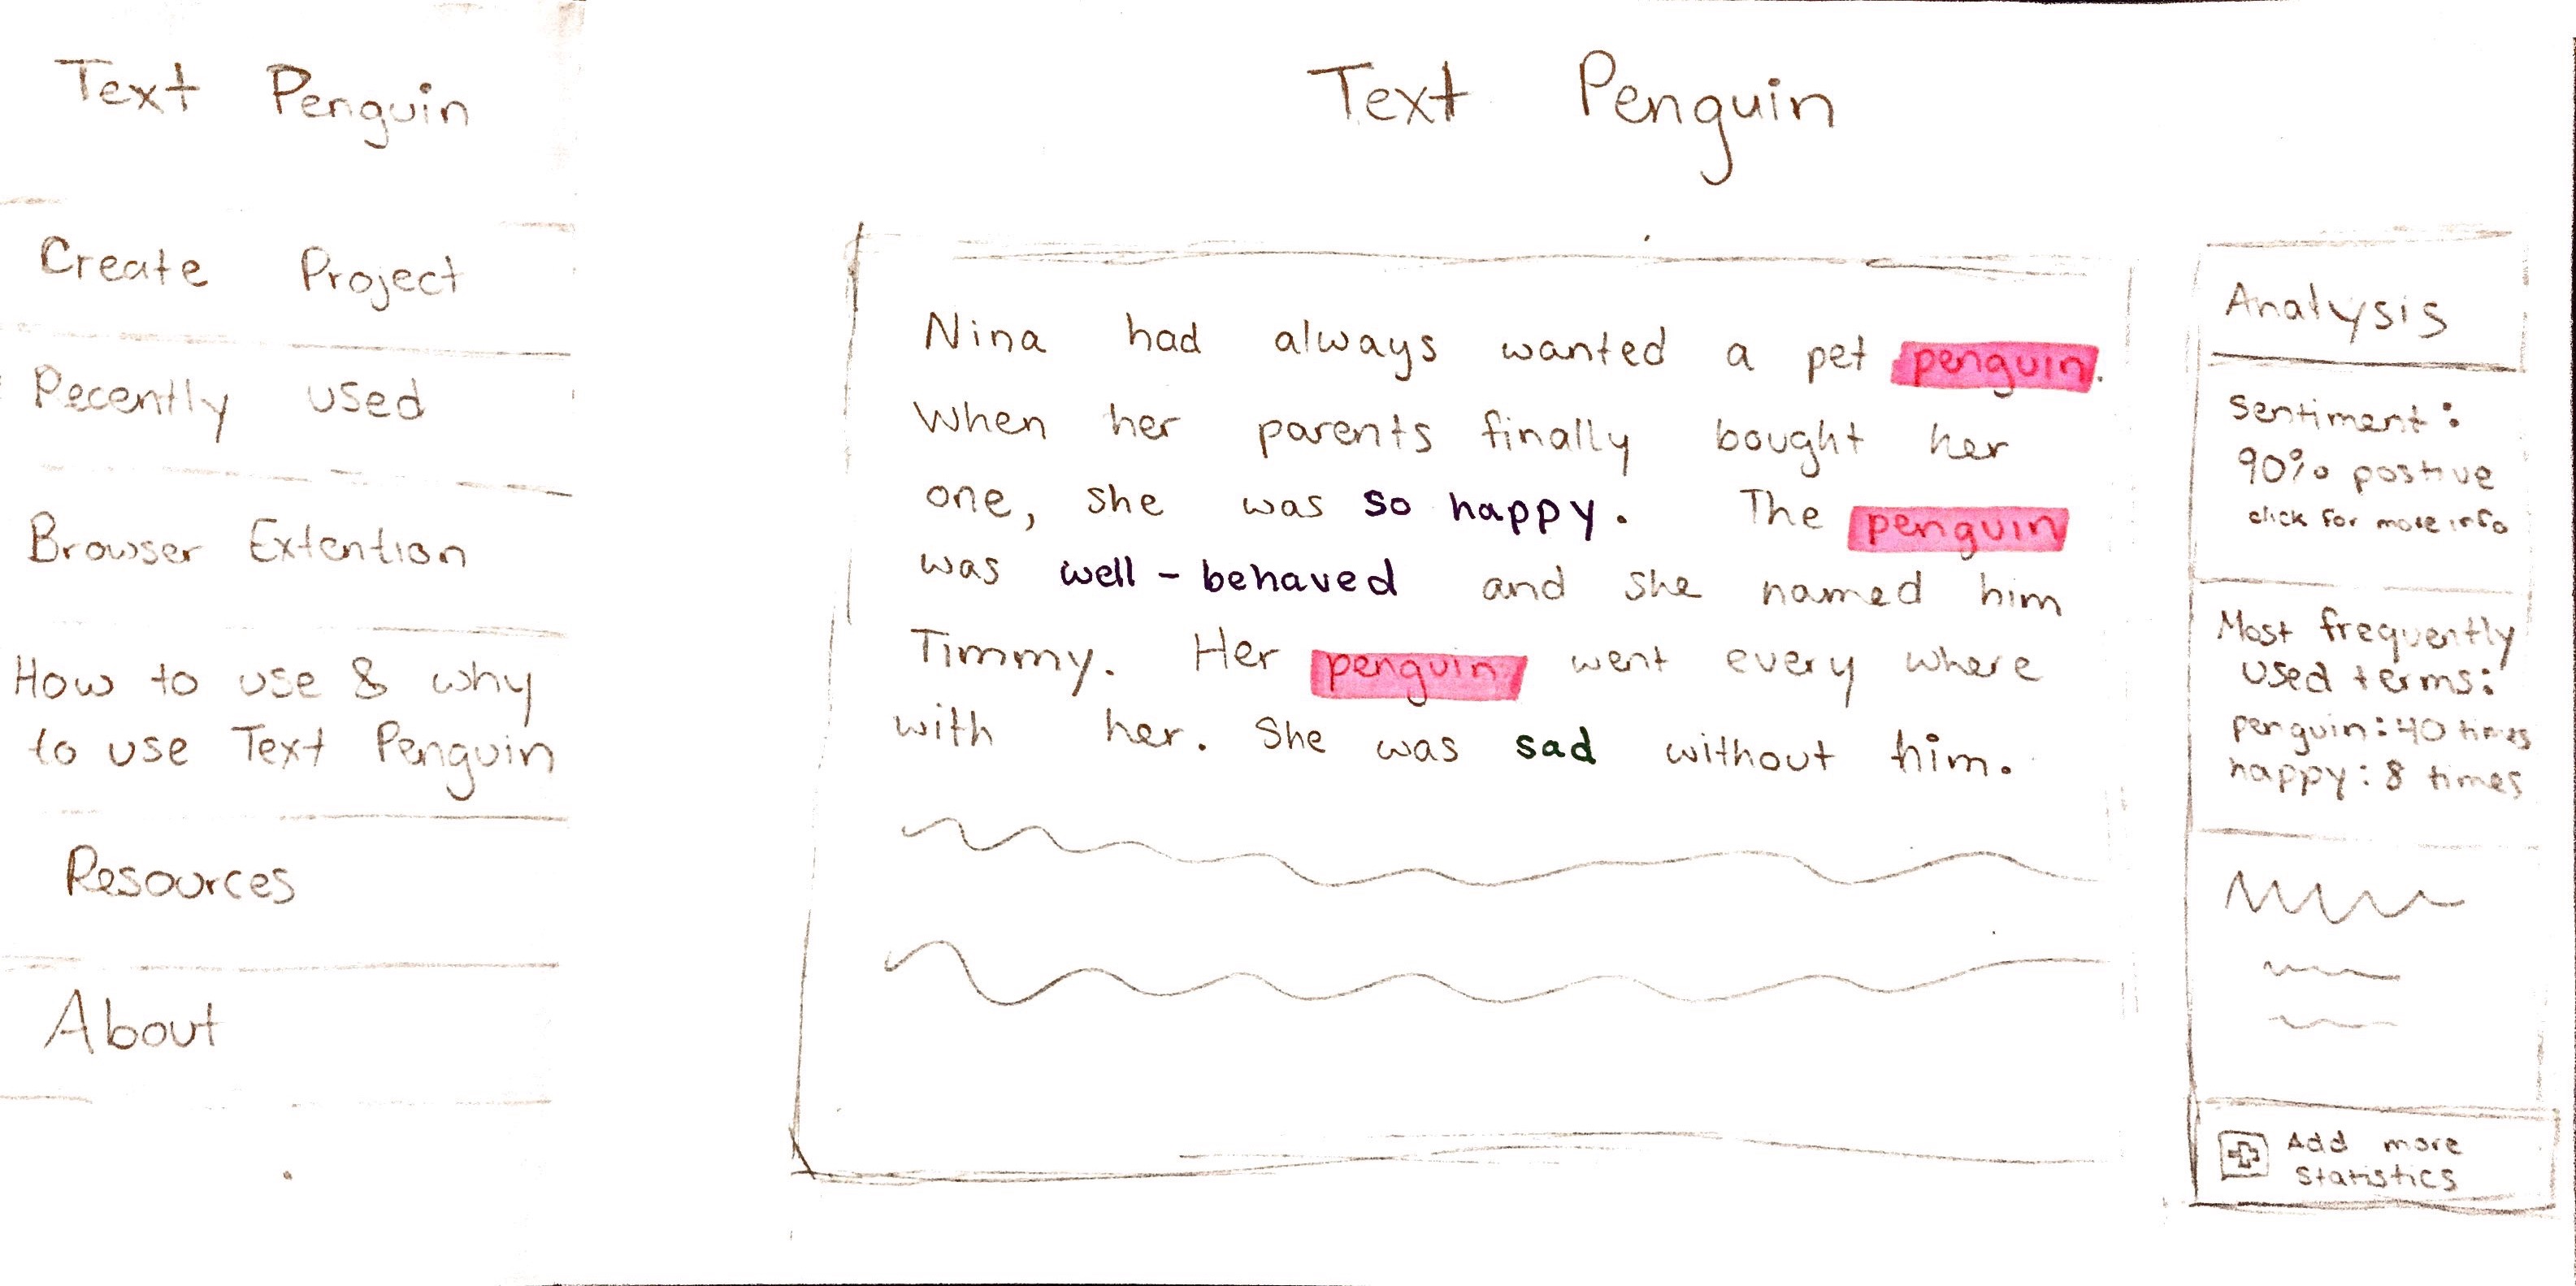 Text Penguin
Create Project
Recently used
Browser Extention
How to use & why
to use Text Penguin
Resources
About
Text Penguin
Nina had always wanted a pet penguin.
When her parents finally bought her
one, she was so happy. The penguin
was well-behaved and she named him
Timmy. Her penguin went every where
with her. She was sad without him.
Analysis
Sentiment:
90% postive
click for more info
Most frequently
used terms:
penguin: 40 times
happy: 8 times
Add more
Statistics